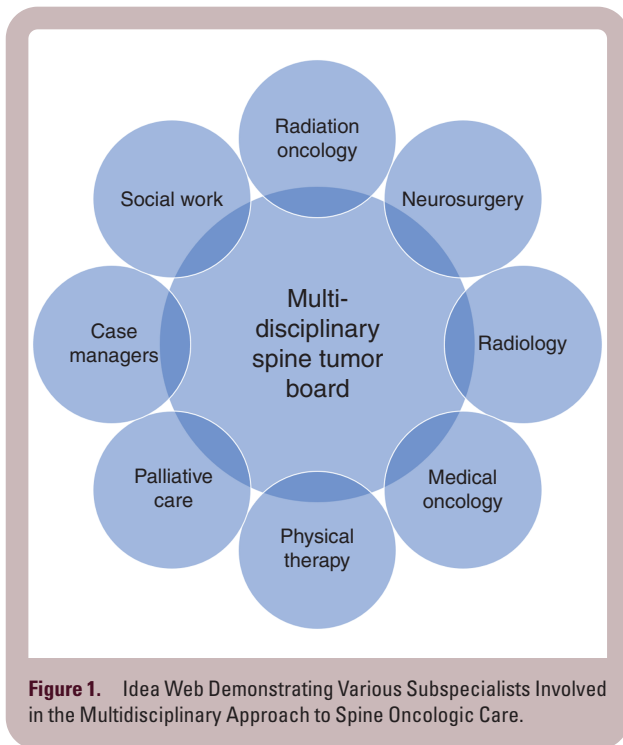 Radiation
oncology
Social work
Neurosurgery
Multi-
disciplinary
spine tumor
board
Case
managers
Radiology
Palliative
care
Medical
oncology
Physical
therapy
Figure 1. Idea Web Demonstrating Various Subspecialists Involved
in the Multidisciplinary Approach to Spine Oncologic Care.